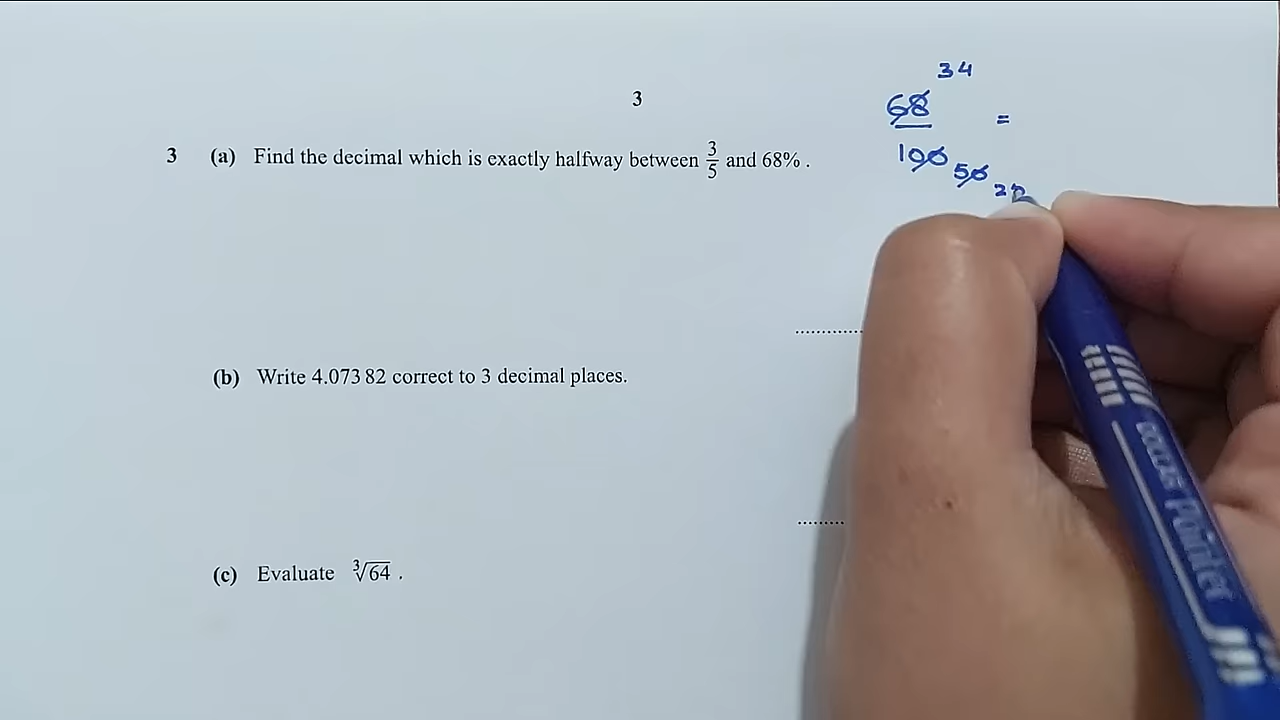 3
3 (a) Find the decimal which is exactly halfway between 3/5 and 68% .
(b) Write 4.073 82 correct to 3 decimal places.
(c) Evaluate ∛64 .
34
68 =
100 50
Pointer